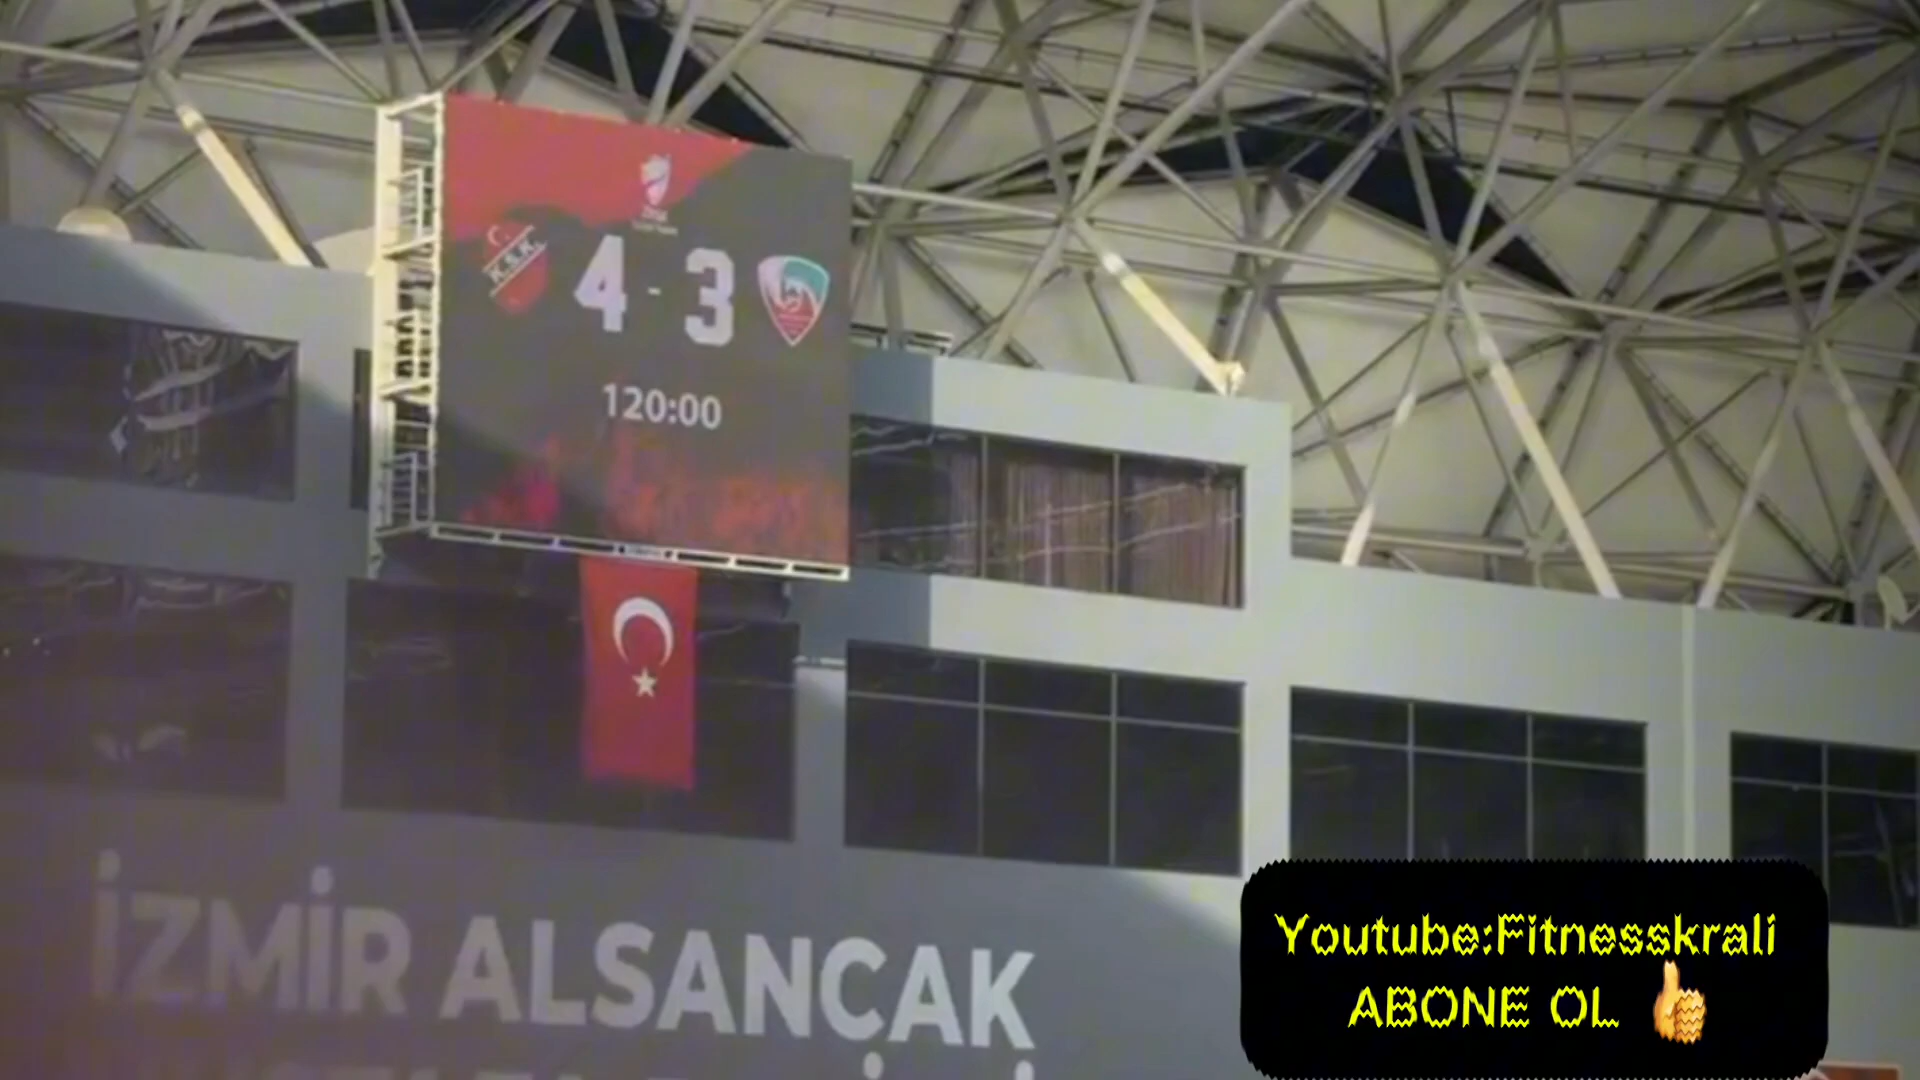 K.S.K.
4 - 3
120:00
İZMİR ALSANCAK
Youtube:Fitnesskrali
ABONE OL 👍